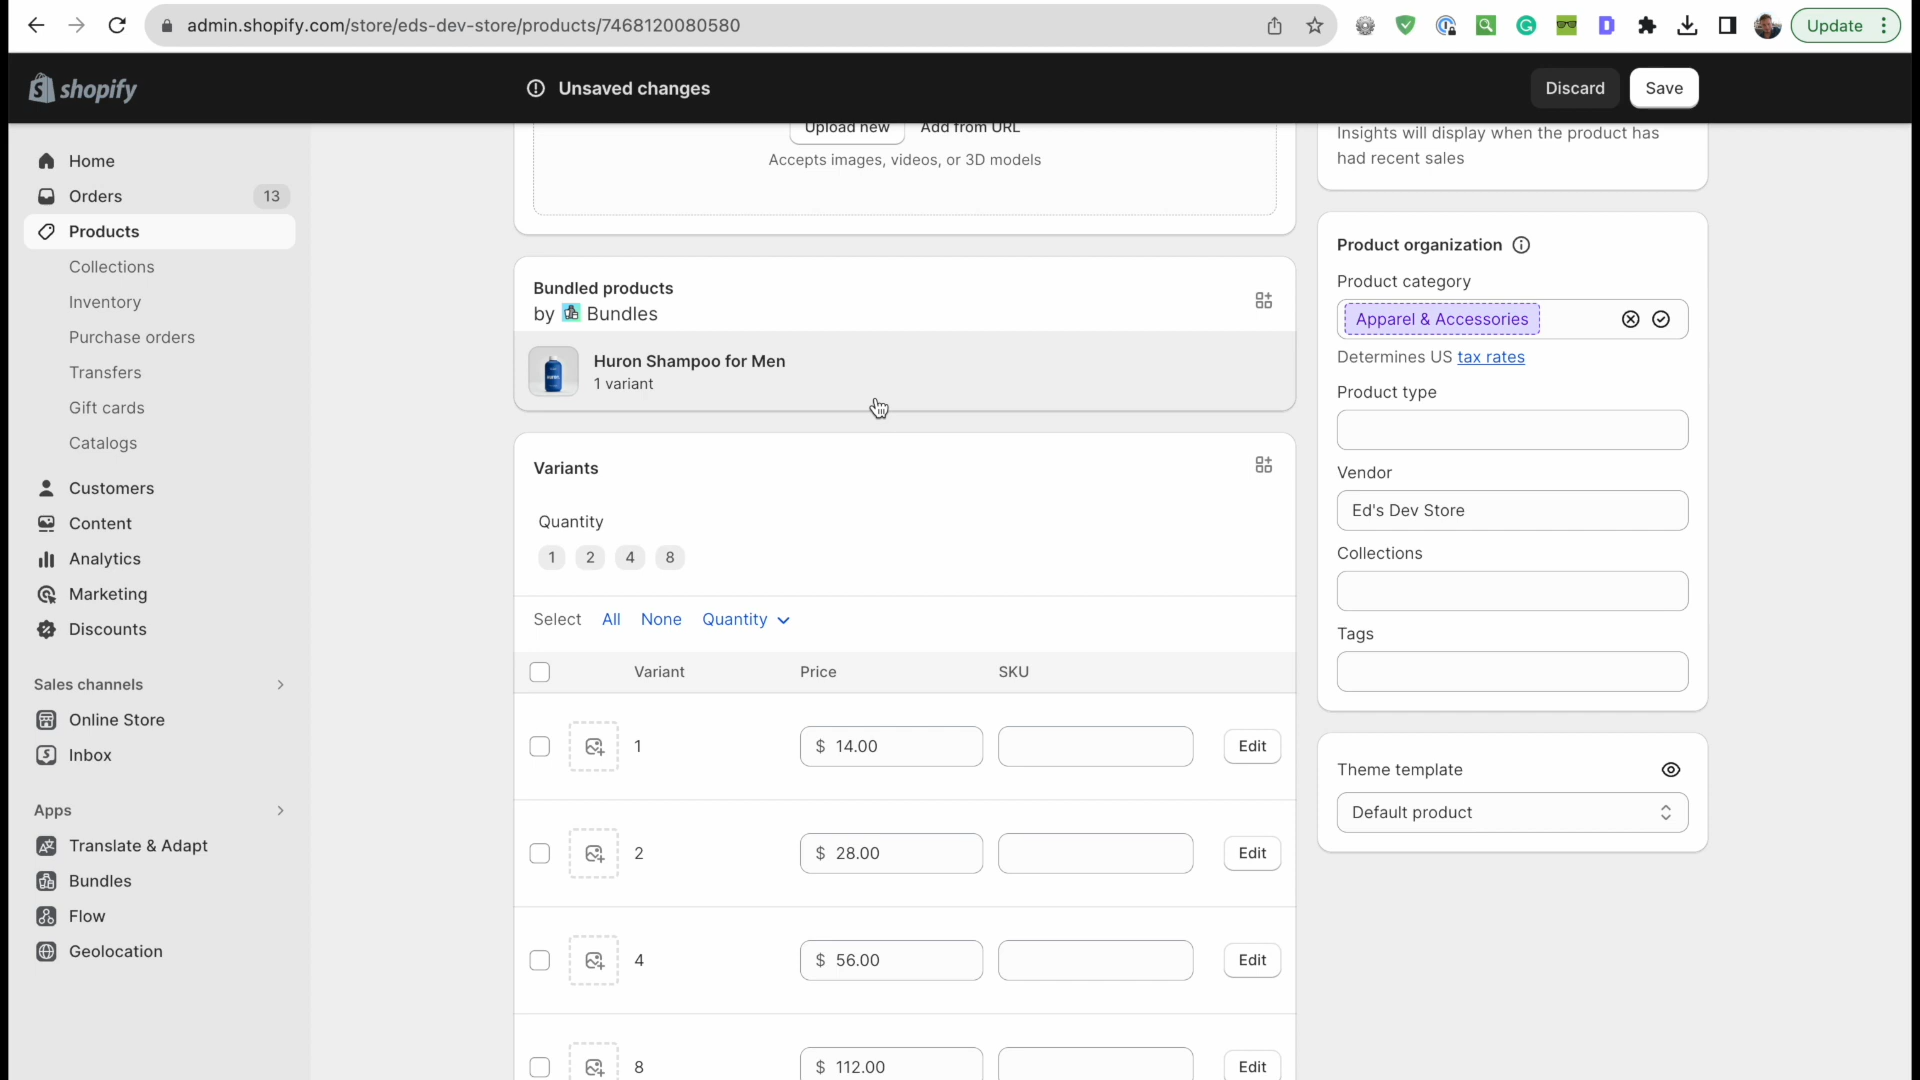 admin.shopify.com/store/eds-dev-store/products/7468120080580
Update
shopify
Unsaved changes
Discard
Save
Home
Orders
13
Products
Collections
Inventory
Purchase orders
Transfers
Gift cards
Catalogs
Customers
Content
Analytics
Marketing
Discounts
Sales channels
Online Store
Inbox
Apps
Translate & Adapt
Bundles
Flow
Geolocation
Upload new
Add from URL
Accepts images, videos, or 3D models
Bundled products
by Bundles
Huron Shampoo for Men
1 variant
Variants
Quantity
1 2 4 8
Select All None Quantity
Variant Price SKU
1 $ 14.00 Edit
2 $ 28.00 Edit
4 $ 56.00 Edit
8 $ 112.00 Edit
Insights will display when the product has
had recent sales
Product organization
Product category
Apparel & Accessories
Determines US tax rates
Product type
Vendor
Ed's Dev Store
Collections
Tags
Theme template
Default product